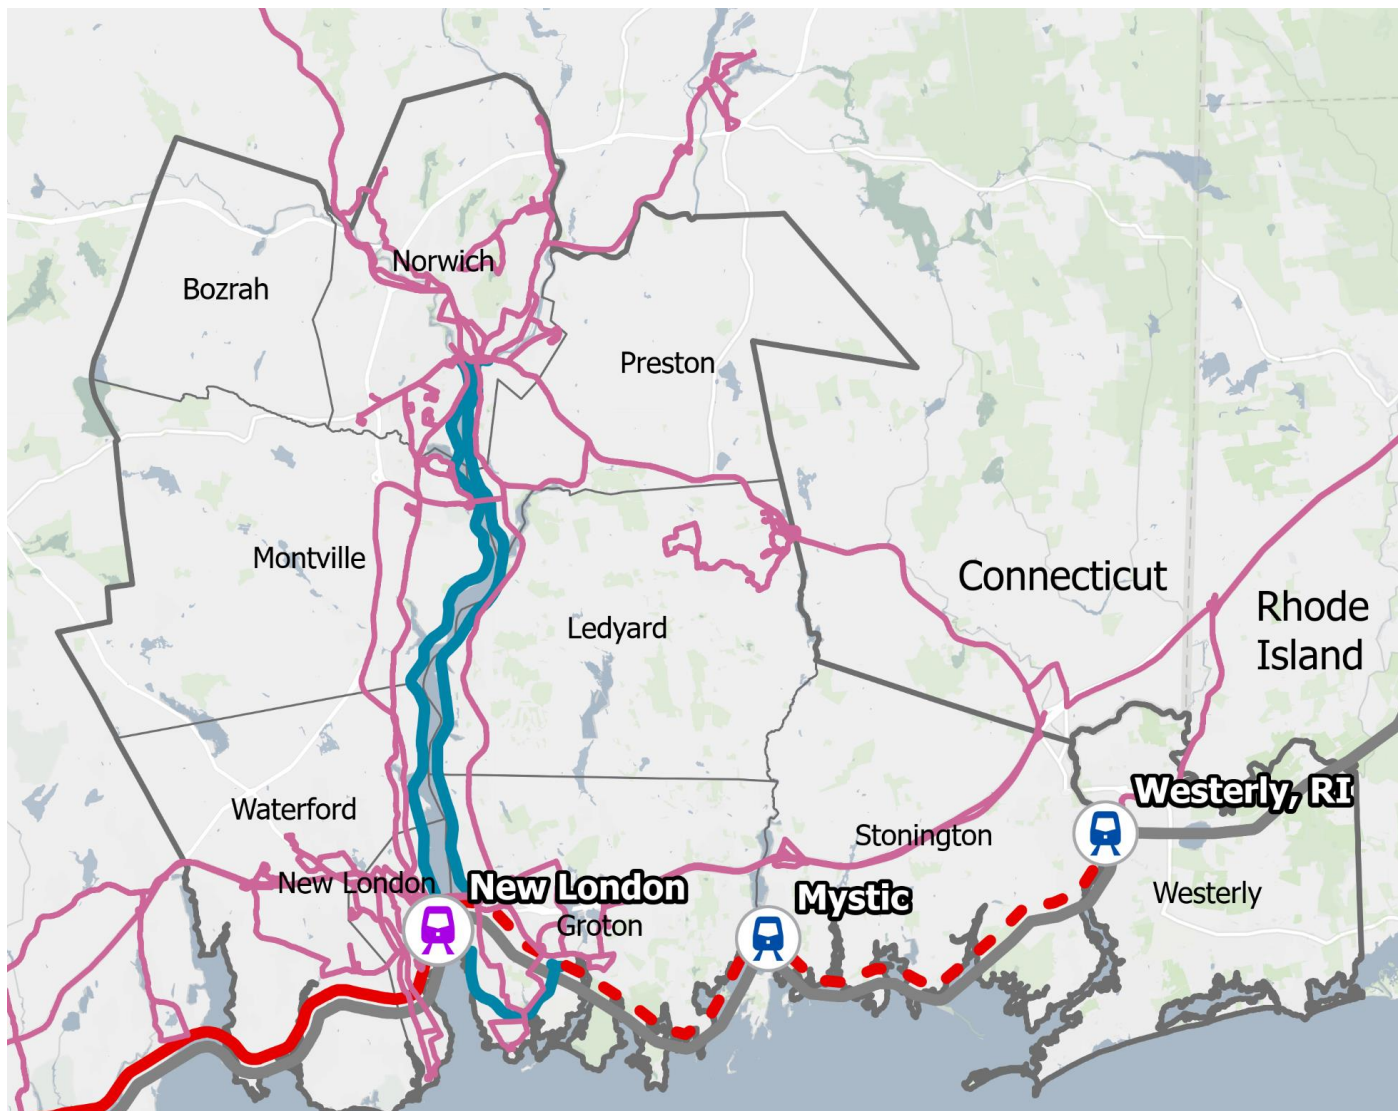 Norwich
Bozrah
Preston
Montville
Connecticut
Rhode
Island
Ledyard
Westerly, RI
Waterford
Stonington
New London
New London
Mystic
Westerly
Groton